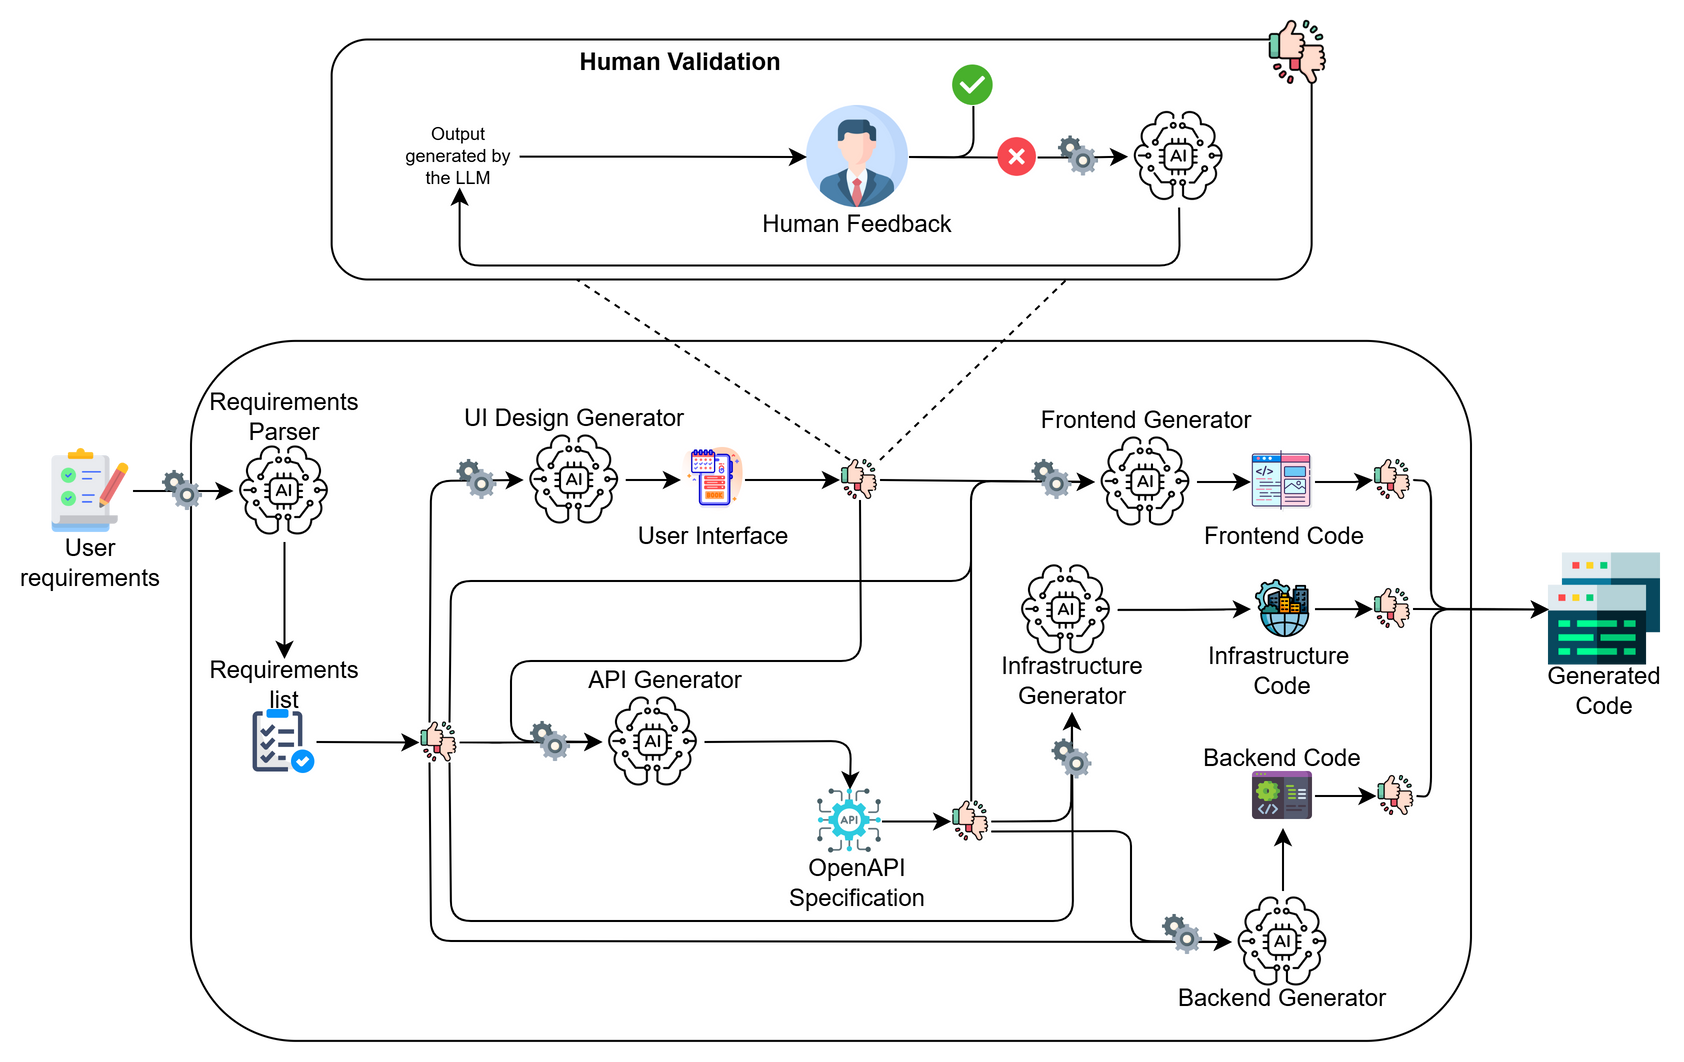 Human Validation
Output
generated by
the LLM
AI
Human Feedback
Requirements
Parser
AI
User
requirements
UI Design Generator
AI
BOOK
User Interface
Frontend Generator
AI
</>
Frontend Code
AI
Infrastructure
Generator
Infrastructure
Code
Generated
Code
Requirements
list
API Generator
AI
API
OpenAPI
Specification
Backend Code
</>
AI
Backend Generator